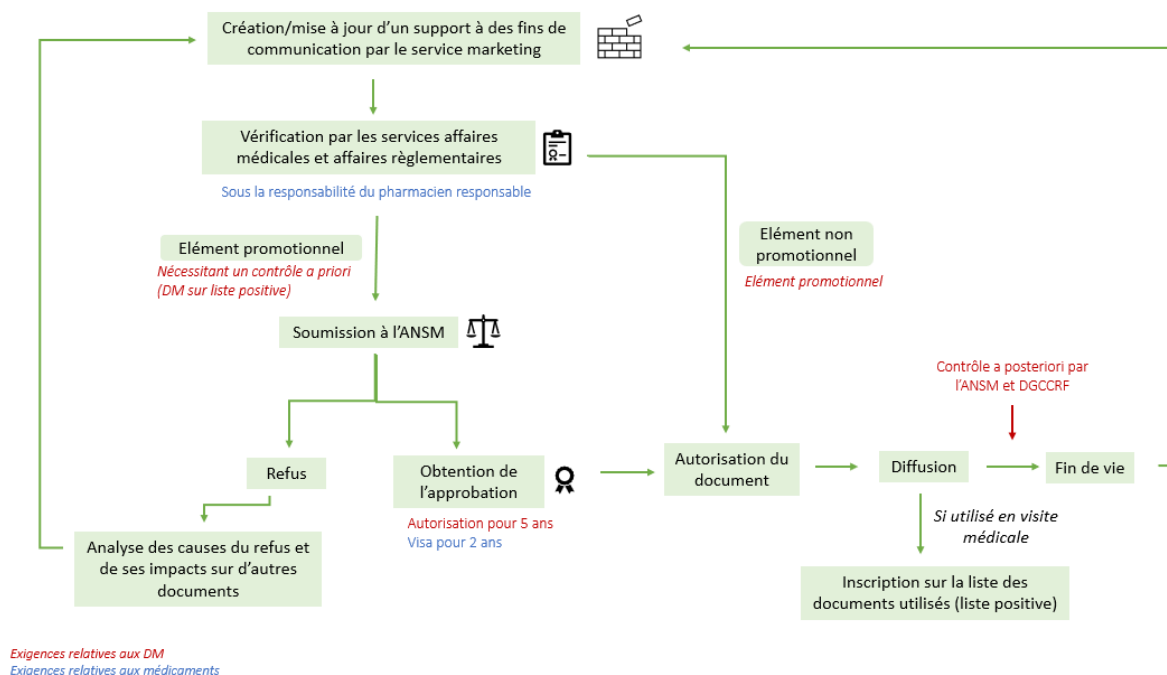 Création/mise à jour d’un support à des fins de
communication par le service marketing
Vérification par les services affaires
médicales et affaires règlementaires
Sous la responsabilité du pharmacien responsable
Elément promotionnel
Nécessitant un contrôle a priori
(DM sur liste positive)
Elément non
promotionnel
Elément promotionnel
Soumission à l’ANSM
Contrôle a posteriori par
l’ANSM et DGCCRF
Refus
Obtention de
l’approbation
Autorisation du
document
Diffusion
Fin de vie
Autorisation pour 5 ans
Visa pour 2 ans
Si utilisé en visite
médicale
Analyse des causes du refus et
de ses impacts sur d’autres
documents
Inscription sur la liste des
documents utilisés (liste positive)
Exigences relatives aux DM
Exigences relatives aux médicaments